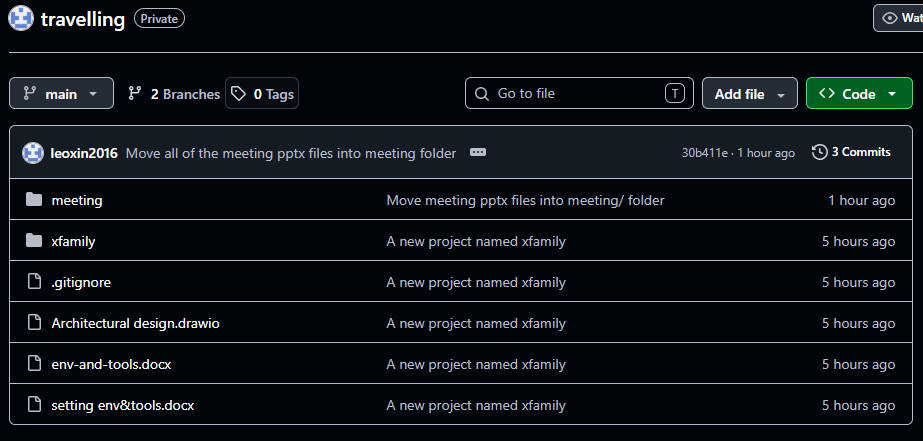 travelling Private Wat
main 2 Branches 0 Tags Go to file T Add file Code
leoxin2016 Move all of the meeting pptx files into meeting folder 30b411e · 1 hour ago 3 Commits
meeting Move meeting pptx files into meeting/ folder 1 hour ago
xfamily A new project named xfamily 5 hours ago
.gitignore A new project named xfamily 5 hours ago
Architectural design.drawio A new project named xfamily 5 hours ago
env-and-tools.docx A new project named xfamily 5 hours ago
setting env&tools.docx A new project named xfamily 5 hours ago